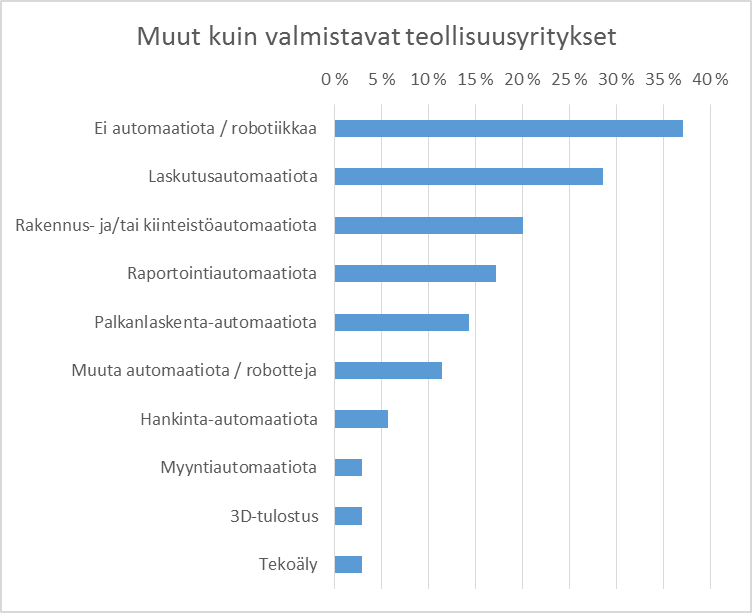 Muut kuin valmistavat teollisuusyritykset
0 % 5 % 10 % 15 % 20 % 25 % 30 % 35 % 40 %
Ei automaatiota / robotiikkaa
Laskutusautomaatiota
Rakennus- ja/tai kiinteistöautomaatiota
Raportointiautomaatiota
Palkanlaskenta-automaatiota
Muuta automaatiota / robotteja
Hankinta-automaatiota
Myyntiautomaatiota
3D-tulostus
Tekoäly